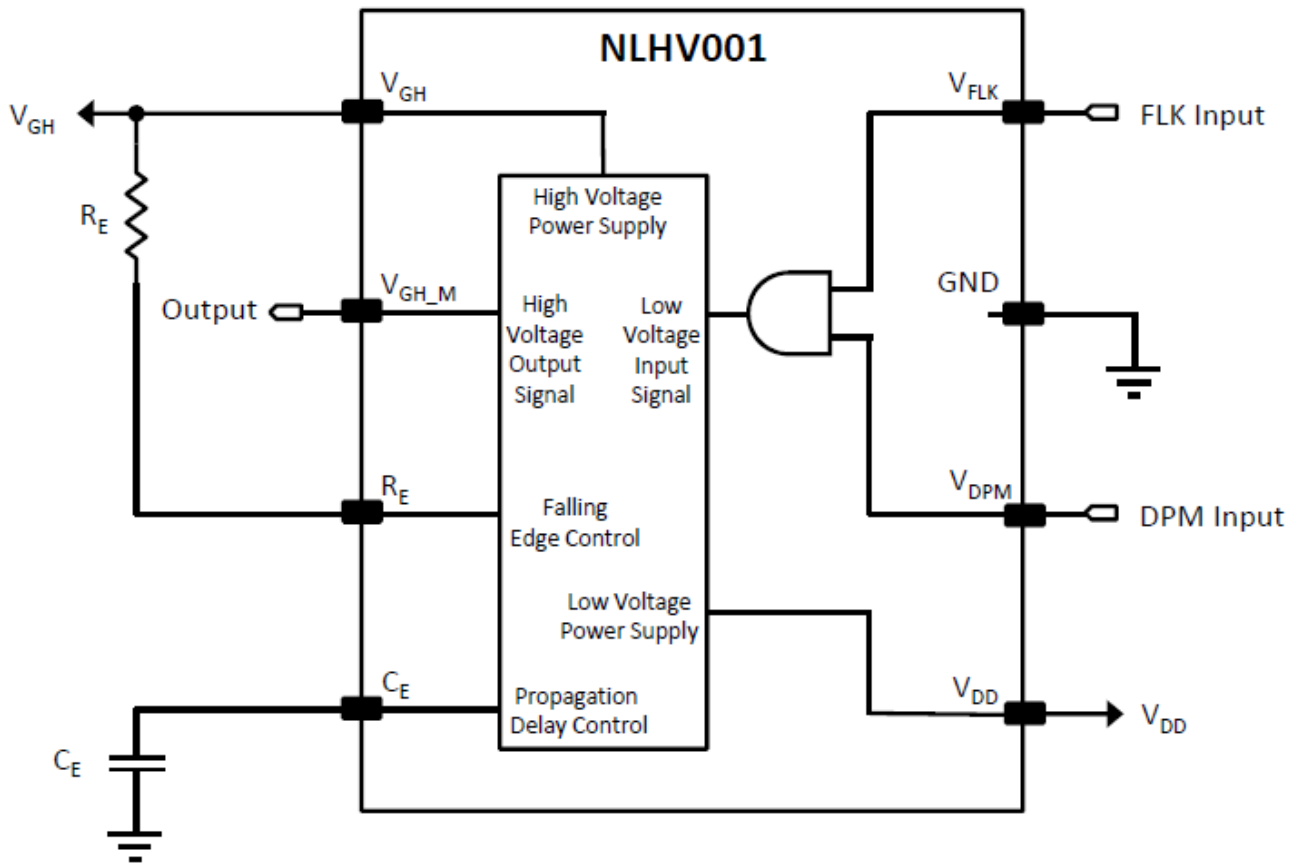 NLHV001
V_GH
V_GH
V_FLK
FLK Input
R_E
High Voltage
Power Supply
Output
V_GH_M
High
Voltage
Output
Signal
Low
Voltage
Input
Signal
GND
R_E
Falling
Edge Control
V_DPM
DPM Input
Low Voltage
Power Supply
C_E
Propagation
Delay Control
V_DD
V_DD
C_E